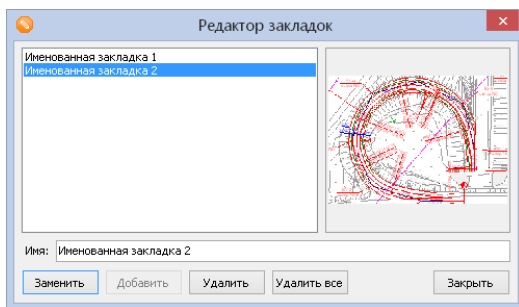 Редактор закладок
Именованная закладка 1
Именованная закладка 2
Имя: Именованная закладка 2
Заменить Добавить Удалить Удалить все Закрыть